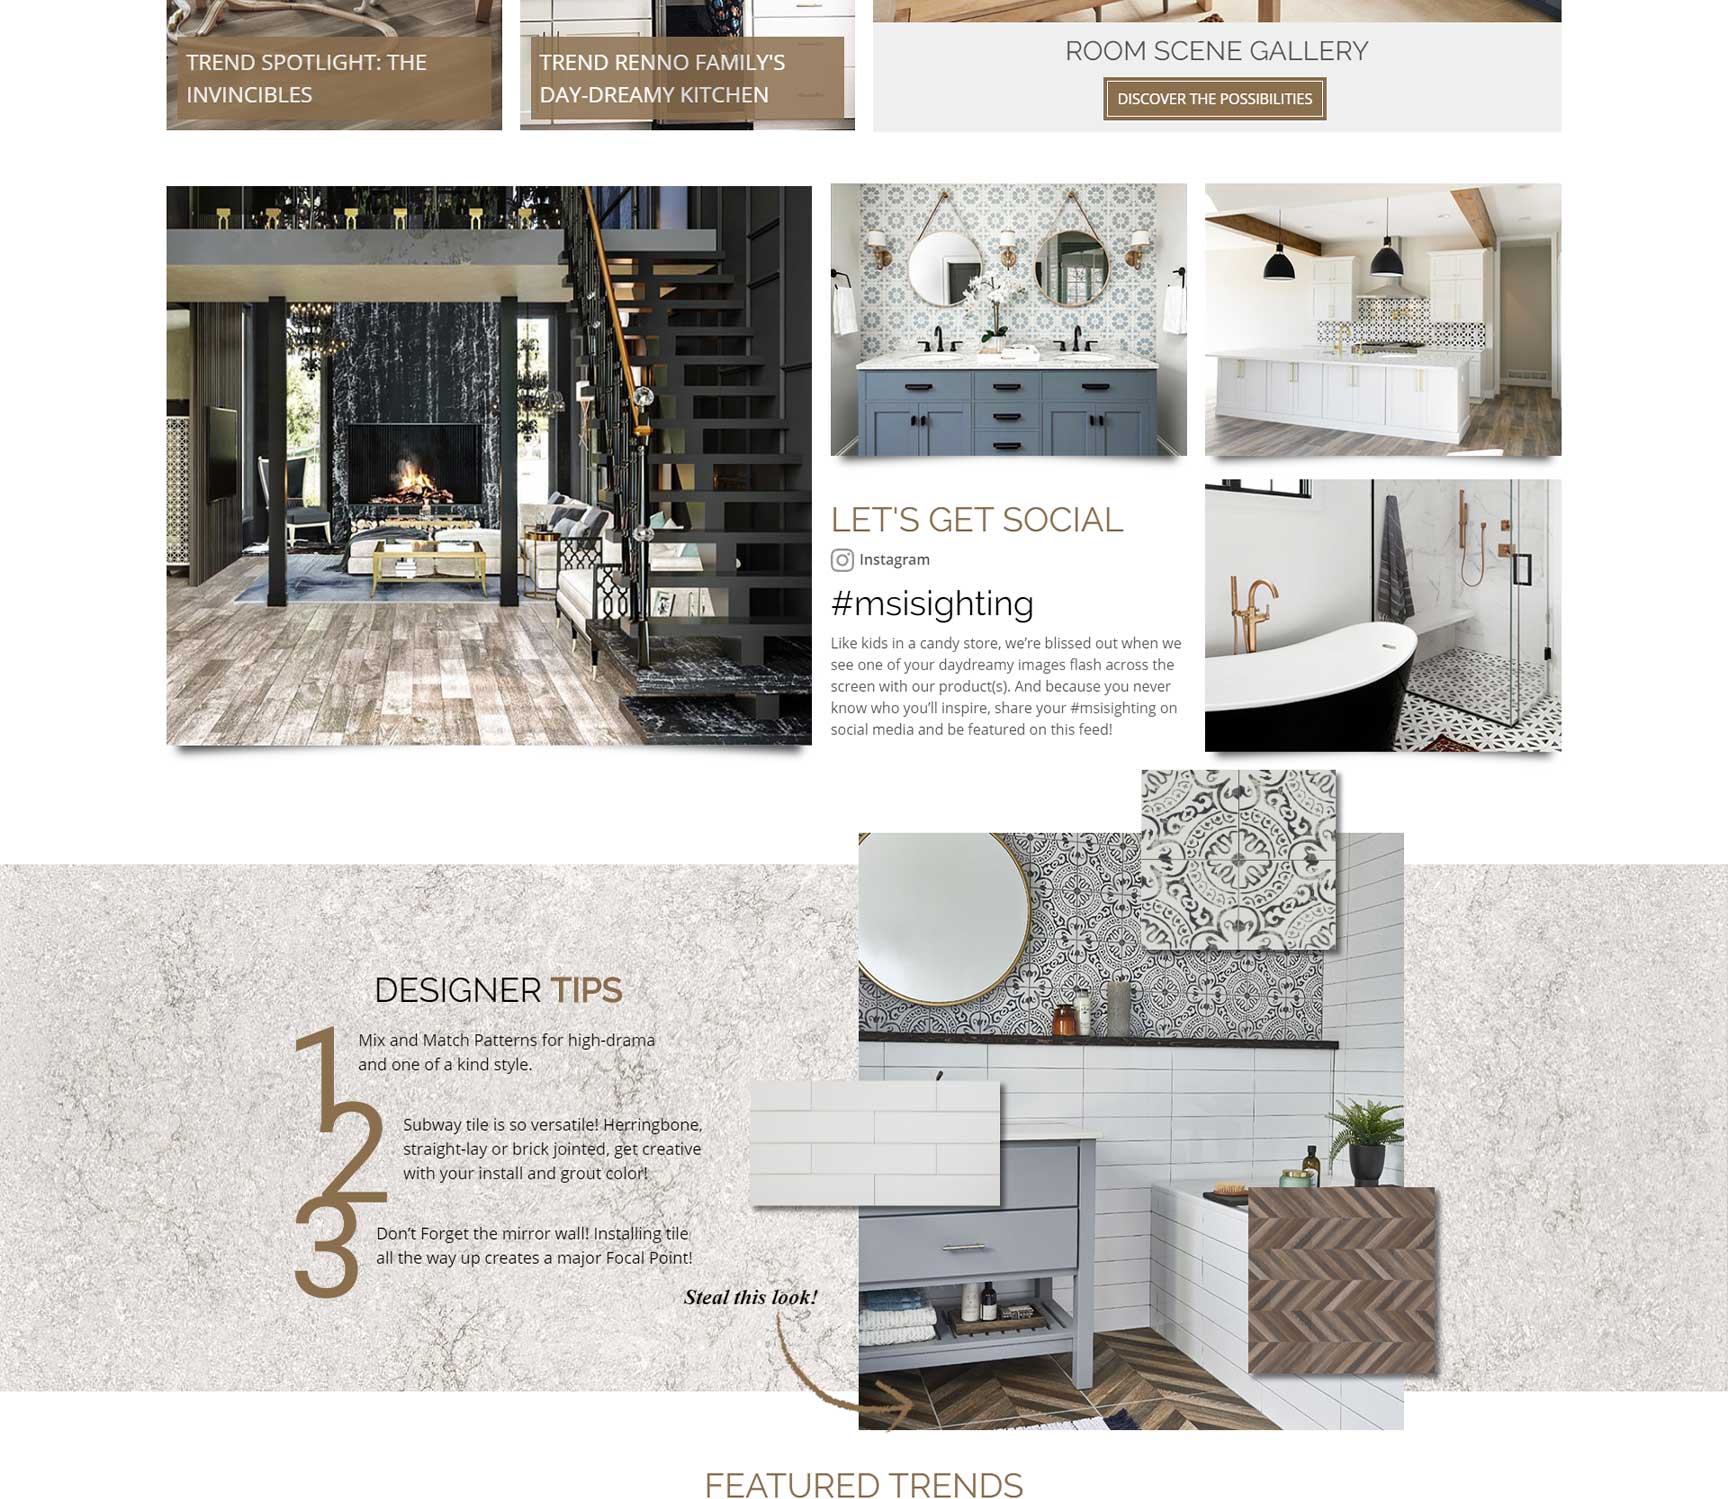 TREND SPOTLIGHT: THE
INVINCIBLES
TREND RENNO FAMILY'S
DAY-DREAMY KITCHEN
ROOM SCENE GALLERY
DISCOVER THE POSSIBILITIES
LET'S GET SOCIAL
Instagram
#msisighting
Like kids in a candy store, we’re blissed out when we
see one of your daydreamy images flash across the
screen with our product(s). And because you never
know who you’ll inspire, share your #msisighting on
social media and be featured on this feed!
DESIGNER TIPS
1
Mix and Match Patterns for high-drama
and one of a kind style.
2
Subway tile is so versatile! Herringbone,
straight-lay or brick jointed, get creative
with your install and grout color!
3
Don’t Forget the mirror wall! Installing tile
all the way up creates a major Focal Point!
Steal this look!
FEATURED TRENDS